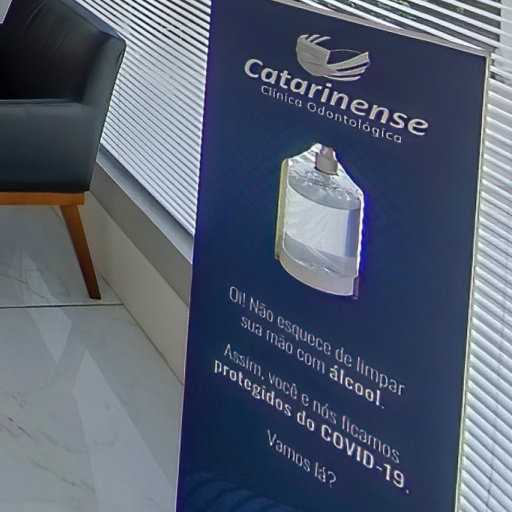 Catarinense
Clínica Odontológica
Oi! Não esquece de limpar
sua mão com álcool.
Assim, você e nós ficamos
protegidos do COVID-19.
Vamos lá?